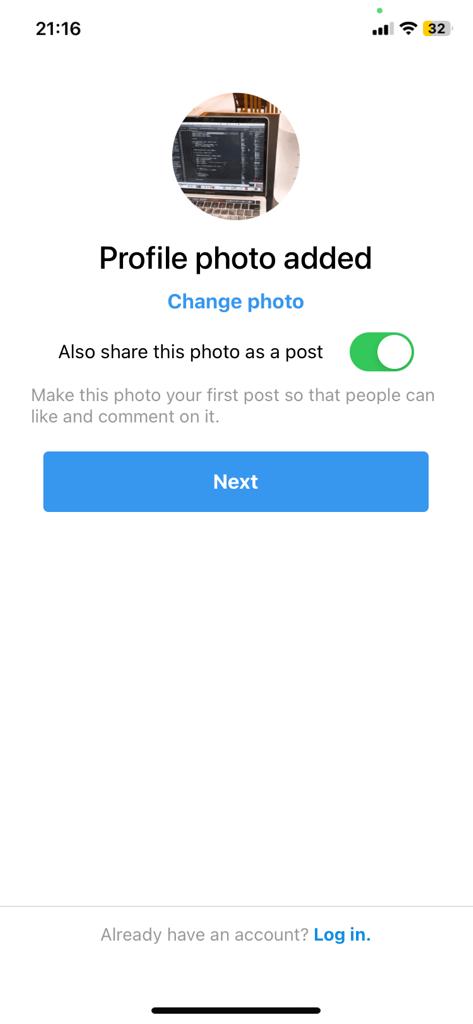 21:16
32
Profile photo added
Change photo
Also share this photo as a post
Make this photo your first post so that people can
like and comment on it.
Next
Already have an account? Log in.